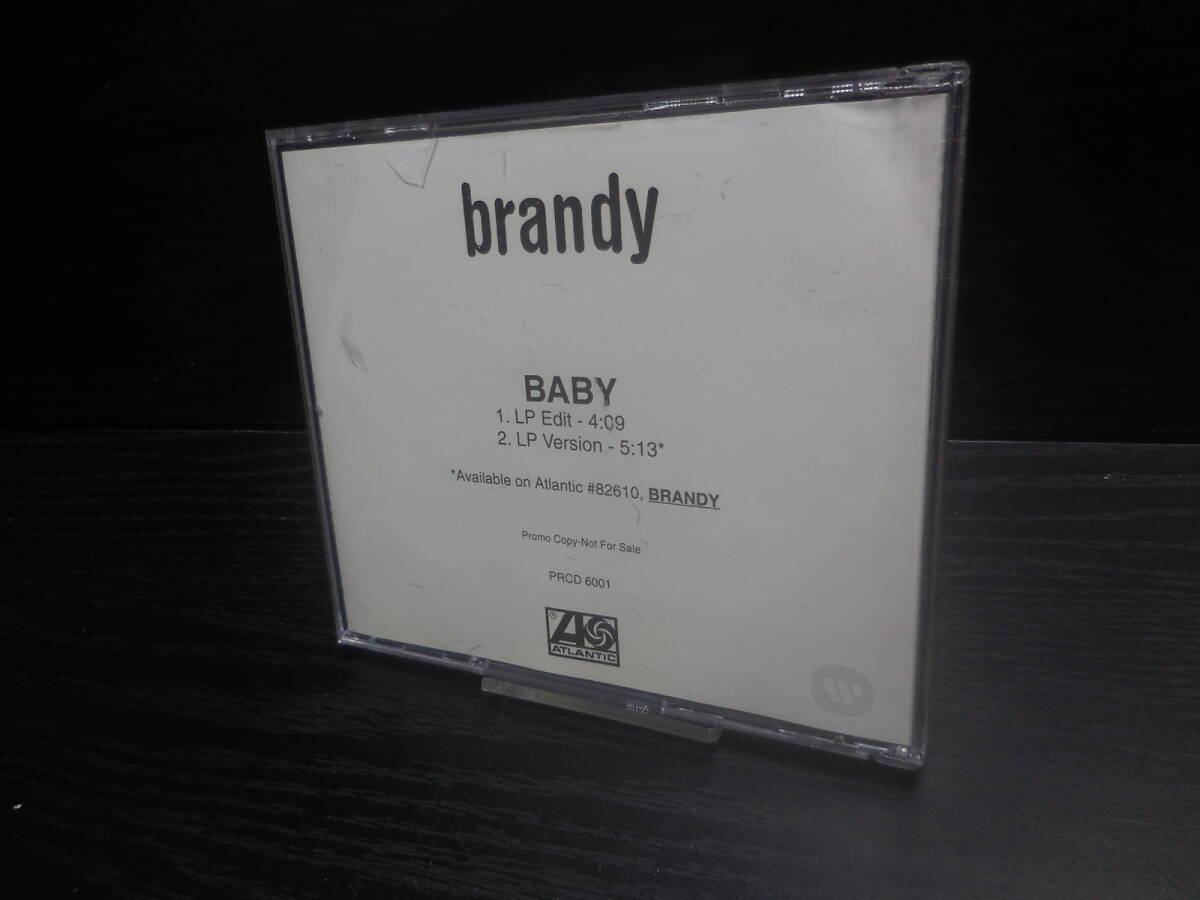 brandy
BABY
1. LP Edit - 4:09
2. LP Version - 5:13*
*Available on Atlantic #82610, BRANDY
Promo Copy-Not For Sale
PRCD 6001
®
ATLANTIC